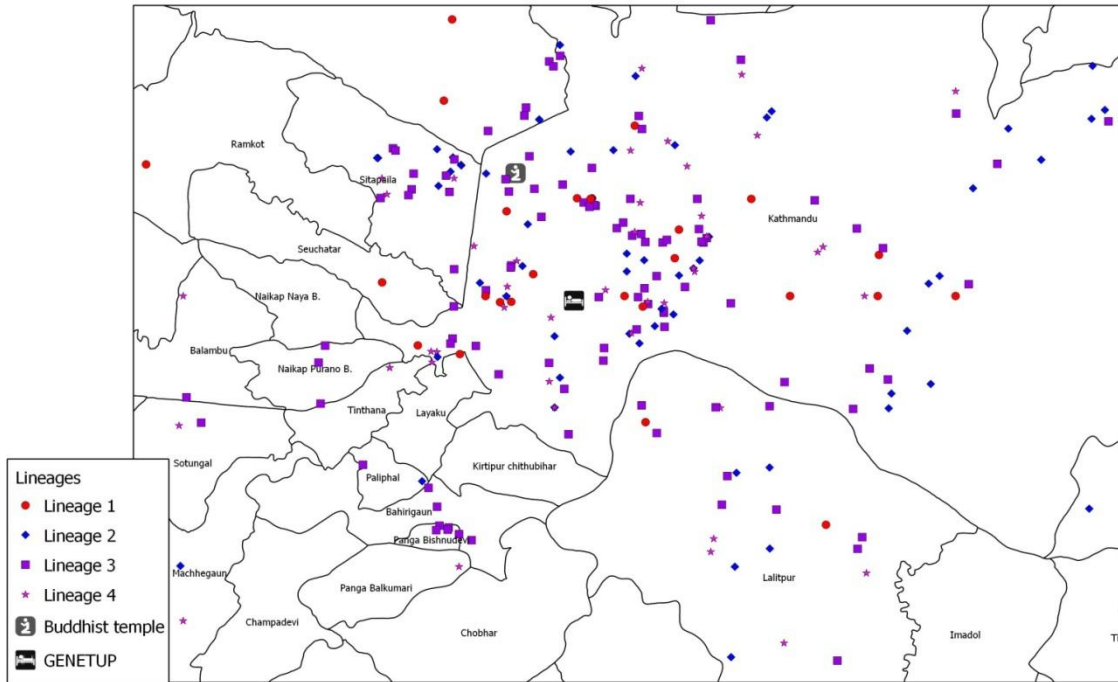 Ramkot
Sitapaila
Kathmandu
Seuchatar
Naikap Naya B.
Balambu
Naikap Purano B.
Tinthana
Layaku
Sotungal
Kirtipur chithubihar
Paliphal
Bahirigaun
Panga Bishnudevi
Machhegaun
Panga Balkumari
Lalitpur
Champadevi
Chobhar
Imadol
Lineages
Lineage 1
Lineage 2
Lineage 3
Lineage 4
Buddhist temple
GENETUP